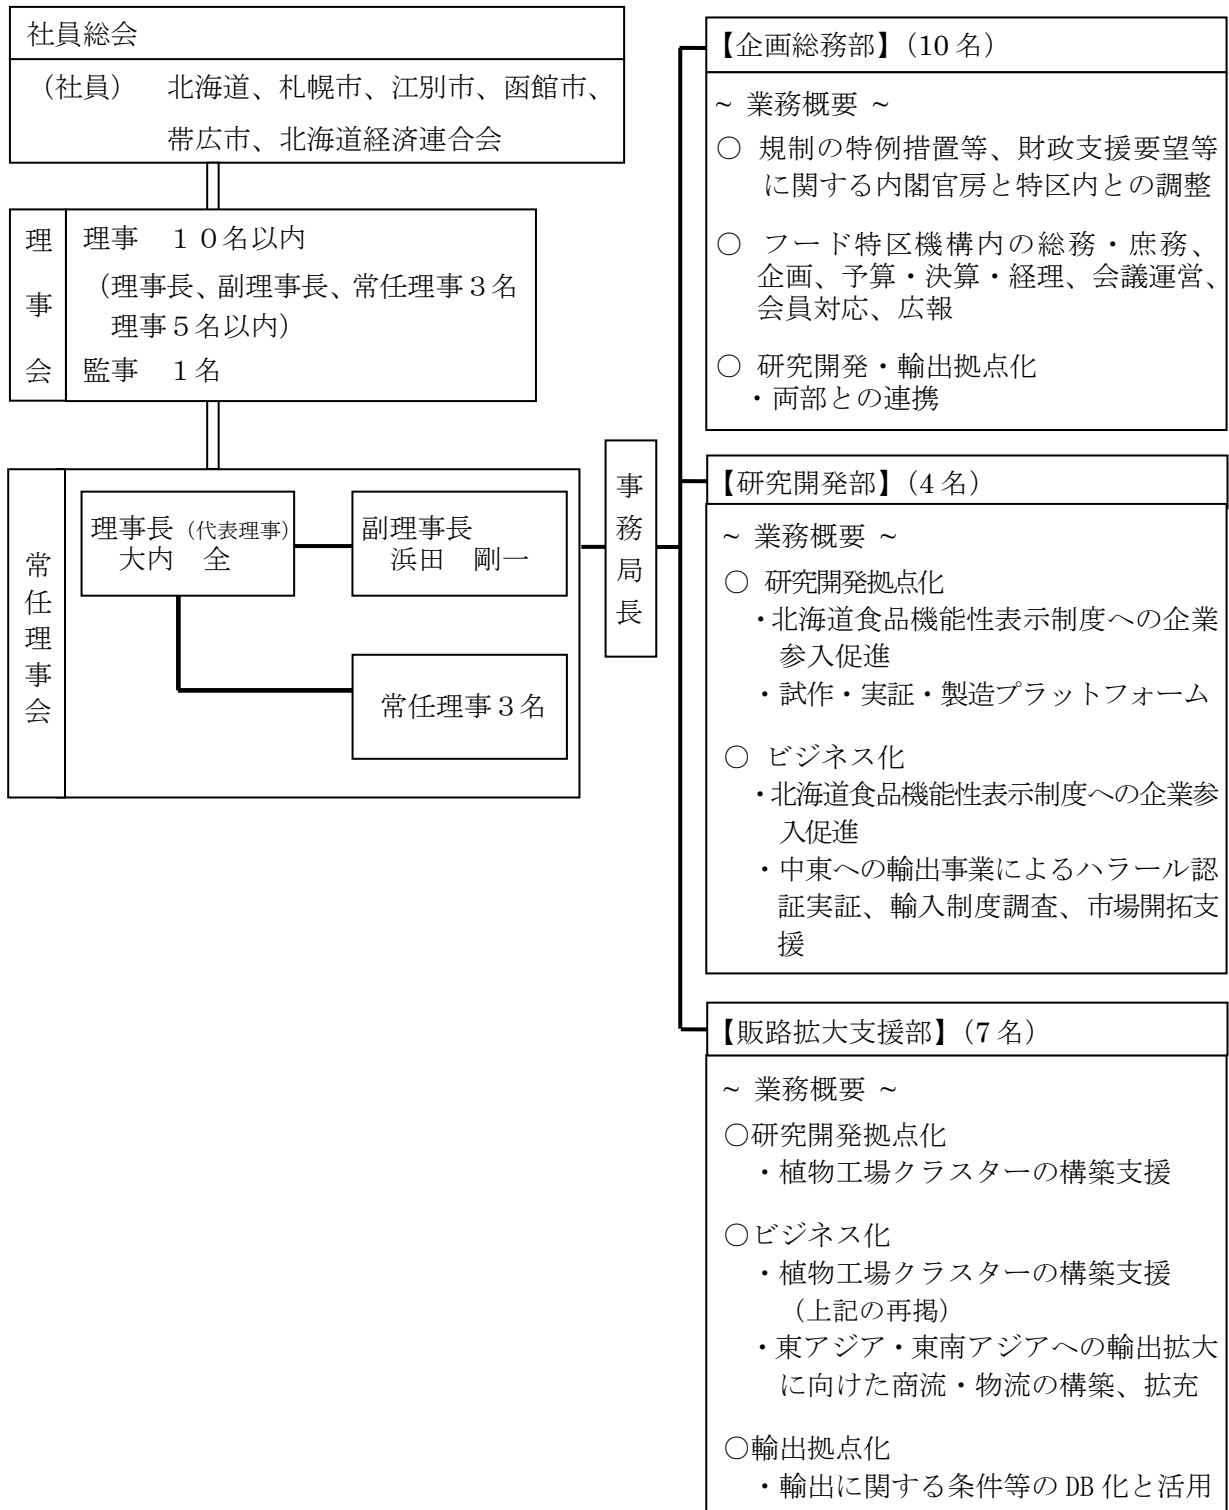 社員総会
（社員）　北海道、札幌市、江別市、函館市、
帯広市、北海道経済連合会
理事会
理事　１０名以内
（理事長、副理事長、常任理事３名
理事５名以内）
監事　１名
常任理事会
理事長（代表理事）
大内　全
副理事長
浜田　剛一
常任理事３名
事務局長
【企画総務部】（10 名）
~ 業務概要 ~
○ 規制の特例措置等、財政支援要望等
に関する内閣官房と特区内との調整
○ フード特区機構内の総務・庶務、
企画、予算・決算・経理、会議運営、
会員対応、広報
○ 研究開発・輸出拠点化
・両部との連携
【研究開発部】（4 名）
~ 業務概要 ~
○ 研究開発拠点化
・北海道食品機能性表示制度への企業
参入促進
・試作・実証・製造プラットフォーム
○ ビジネス化
・北海道食品機能性表示制度への企業参
入促進
・中東への輸出事業によるハラール認
証実証、輸入制度調査、市場開拓支
援
【販路拡大支援部】（7 名）
~ 業務概要 ~
○研究開発拠点化
・植物工場クラスターの構築支援
○ビジネス化
・植物工場クラスターの構築支援
（上記の再掲）
・東アジア・東南アジアへの輸出拡大
に向けた商流・物流の構築、拡充
○輸出拠点化
・輸出に関する条件等の DB 化と活用